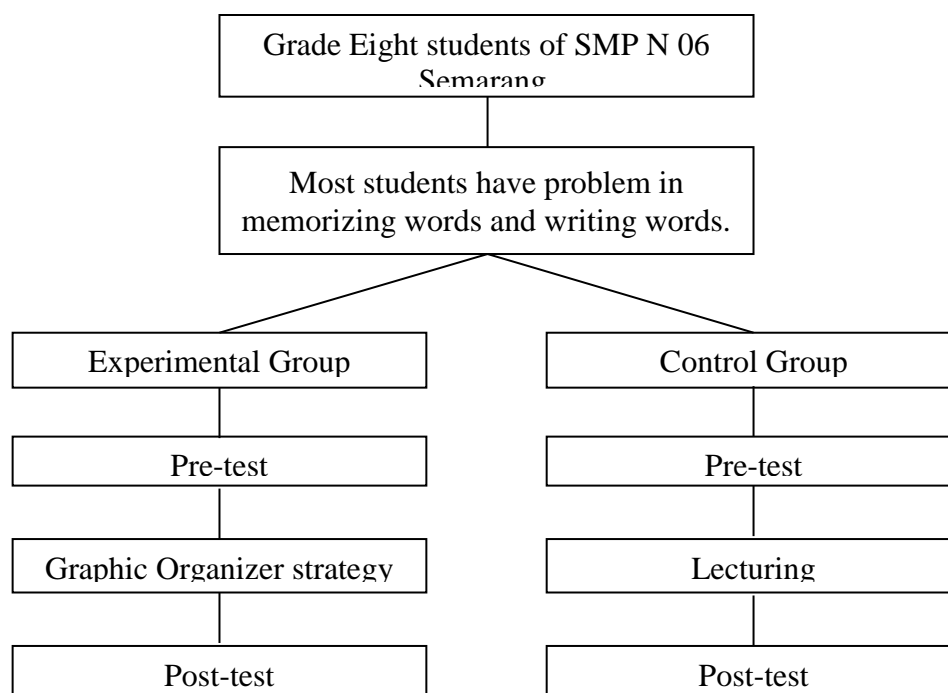 Grade Eight students of SMP N 06
Semarang
Most students have problem in
memorizing words and writing words.
Experimental Group
Control Group
Pre-test
Pre-test
Graphic Organizer strategy
Lecturing
Post-test
Post-test